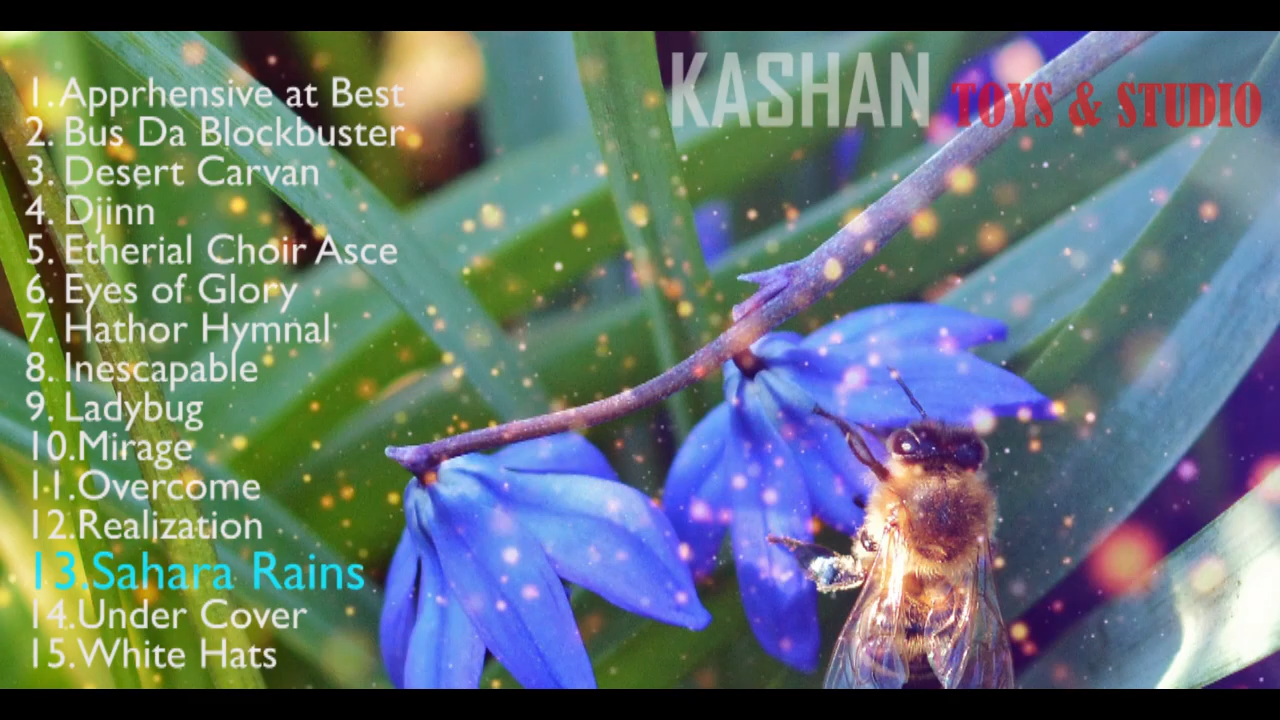 KASHAN TOYS & STUDIO
1.Apprhensive at Best
2. Bus Da Blockbuster
3. Desert Carvan
4. Djinn
5. Etherial Choir Asce
6. Eyes of Glory
7. Hathor Hymnal
8. Inescapable
9. Ladybug
10.Mirage
11.Overcome
12.Realization
13.Sahara Rains
14.Under Cover
15.White Hats